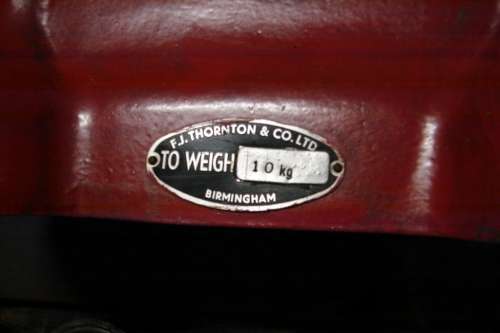 F.J. THORNTON & CO. LTD
TO WEIGH 10 kg
BIRMINGHAM